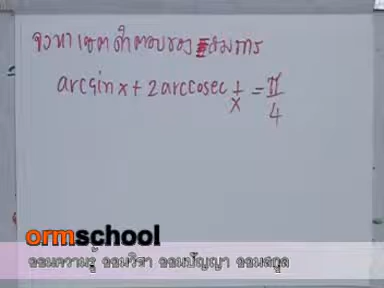 จงหาเซตคำตอบของสมการ
arcsin x + 2 arccosec 1/x = π/4
ormschool
ออมความรู้ ออมวิชา ออมปัญญา ออมสกูล